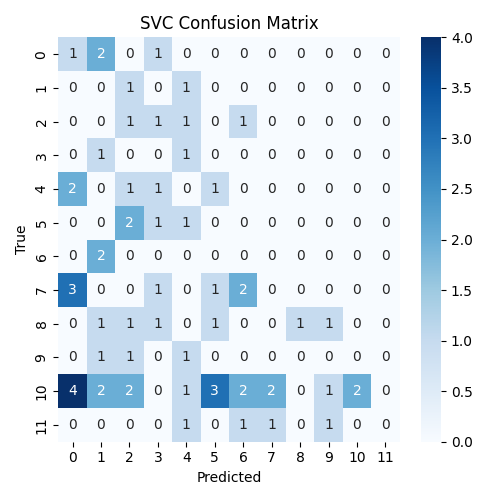 SVC Confusion Matrix
0 1 2 0 1 0 0 0 0 0 0 0 0
1 0 0 1 0 1 0 0 0 0 0 0 0
2 0 0 1 1 1 0 1 0 0 0 0 0
3 0 1 0 0 1 0 0 0 0 0 0 0
4 2 0 1 1 0 1 0 0 0 0 0 0
5 0 0 2 1 1 0 0 0 0 0 0 0
6 0 2 0 0 0 0 0 0 0 0 0 0
7 3 0 0 1 0 1 2 0 0 0 0 0
8 0 1 1 1 0 1 0 0 1 1 0 0
9 0 1 1 0 1 0 0 0 0 0 0 0
10 4 2 2 0 1 3 2 2 0 1 2 0
11 0 0 0 0 1 0 1 1 0 1 0 0
0 1 2 3 4 5 6 7 8 9 10 11
Predicted
True
4.0
3.5
3.0
2.5
2.0
1.5
1.0
0.5
0.0